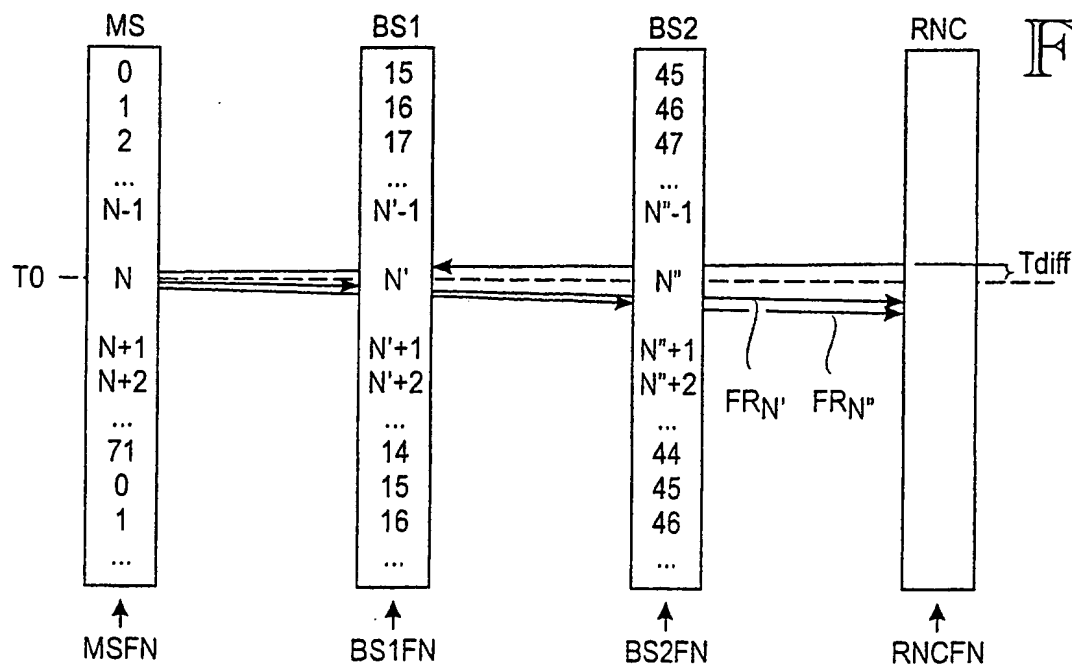 MS BS1 BS2 RNC F
0 15 45
1 16 46
2 17 47
... ... ...
N-1 N'-1 N"-1
T0 N N' N" Tdiff
N+1 N'+1 N"+1
N+2 N'+2 N"+2
FRN' FRN"
... ... ...
71 14 44
0 15 45
1 16 46
... ... ...
MSFN BS1FN BS2FN RNCFN